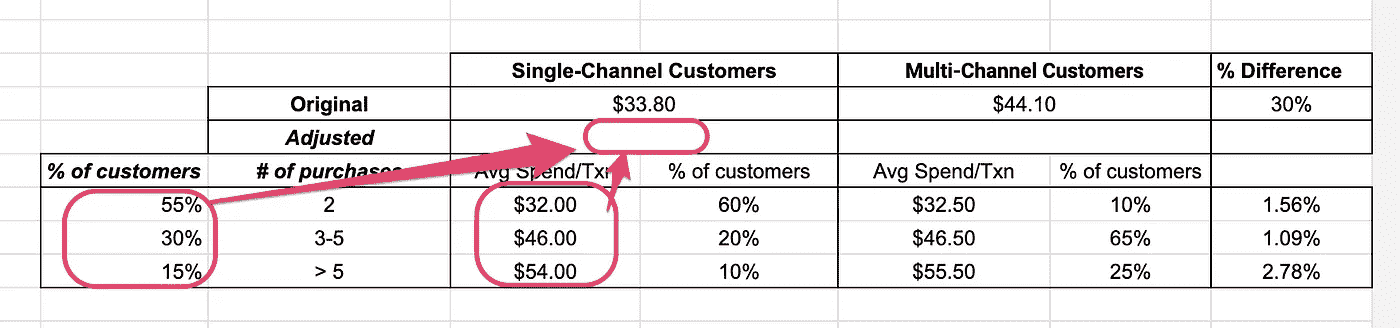 Single-Channel Customers Multi-Channel Customers % Difference
Original $33.80 $44.10 30%
Adjusted
% of customers # of purchases Avg Spend/Txn % of customers Avg Spend/Txn % of customers
55% 2 $32.00 60% $32.50 10% 1.56%
30% 3-5 $46.00 20% $46.50 65% 1.09%
15% > 5 $54.00 10% $55.50 25% 2.78%